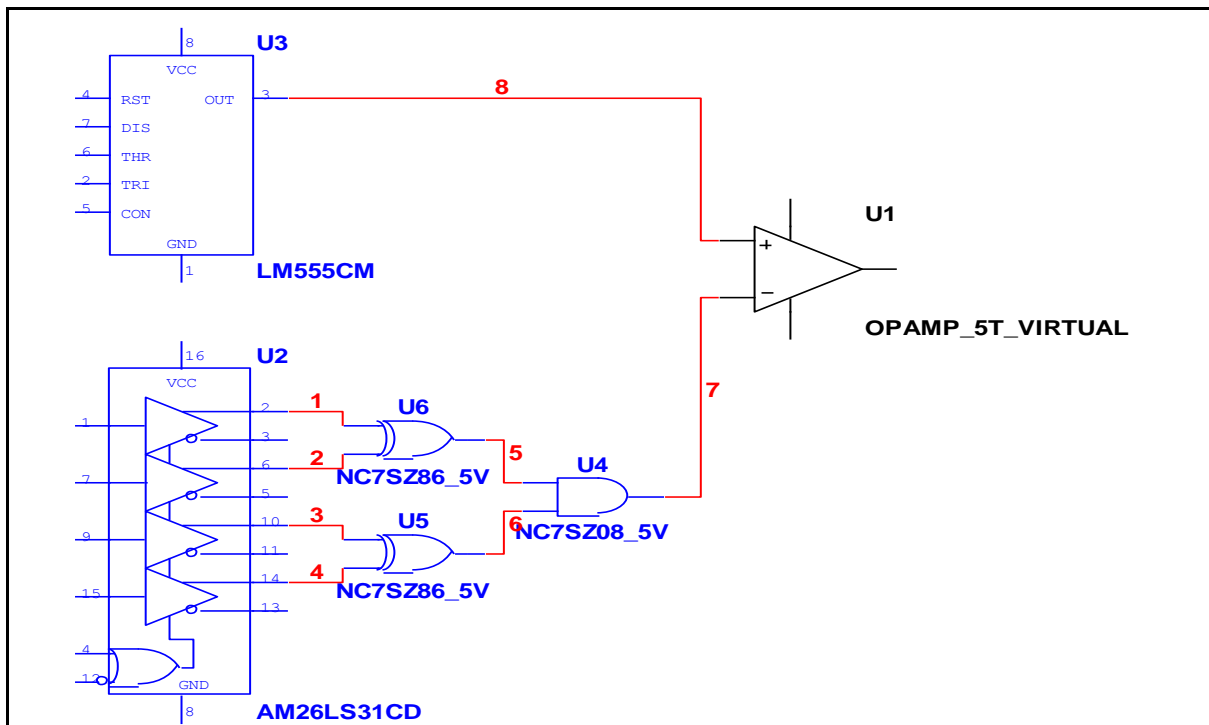 8
U3
VCC
4 RST OUT 3
8
7 DIS
6 THR
2 TRI
5 CON
GND
1
LM555CM
U1
+
−
OPAMP_5T_VIRTUAL
7
16
U2
VCC
2
1
1
3
U6
6
2
NC7SZ86_5V
5
7
5
U4
10
3
U5
6
NC7SZ08_5V
9
11
14
4
NC7SZ86_5V
15
13
4
12
GND
8
AM26LS31CD